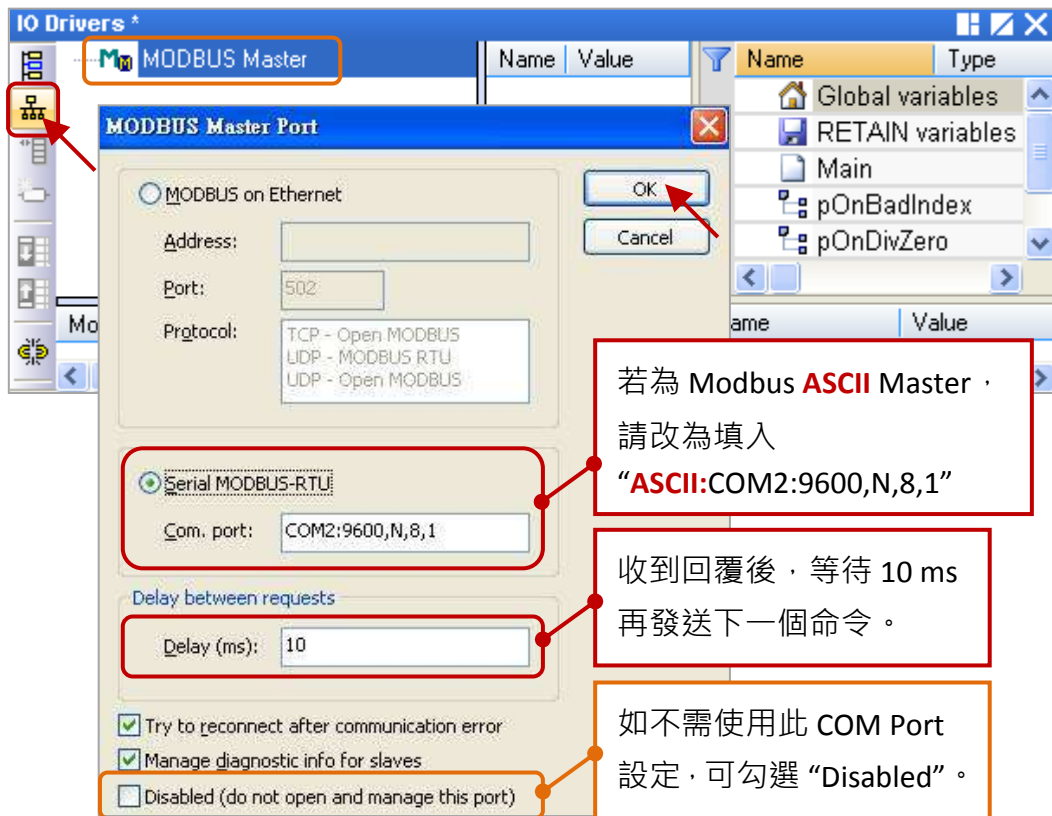 IO Drivers *
MODBUS Master
Name Value
Name Type
Global variables
RETAIN variables
Main
pOnBadIndex
pOnDivZero
MODBUS Master Port
MODBUS on Ethernet
OK
Address:
Cancel
Port:
502
Protocol:
TCP - Open MODBUS
UDP - MODBUS RTU
UDP - Open MODBUS
Mo
ame
Value
Serial MODBUS-RTU
Com. port:
COM2:9600,N,8,1
若為 Modbus ASCII Master，
請改為填入
“ASCII:COM2:9600,N,8,1”
Delay between requests
Delay (ms):
10
收到回覆後，等待 10 ms
再發送下一個命令。
Try to reconnect after communication error
Manage diagnostic info for slaves
Disabled (do not open and manage this port)
如不需使用此 COM Port
設定，可勾選 “Disabled”。